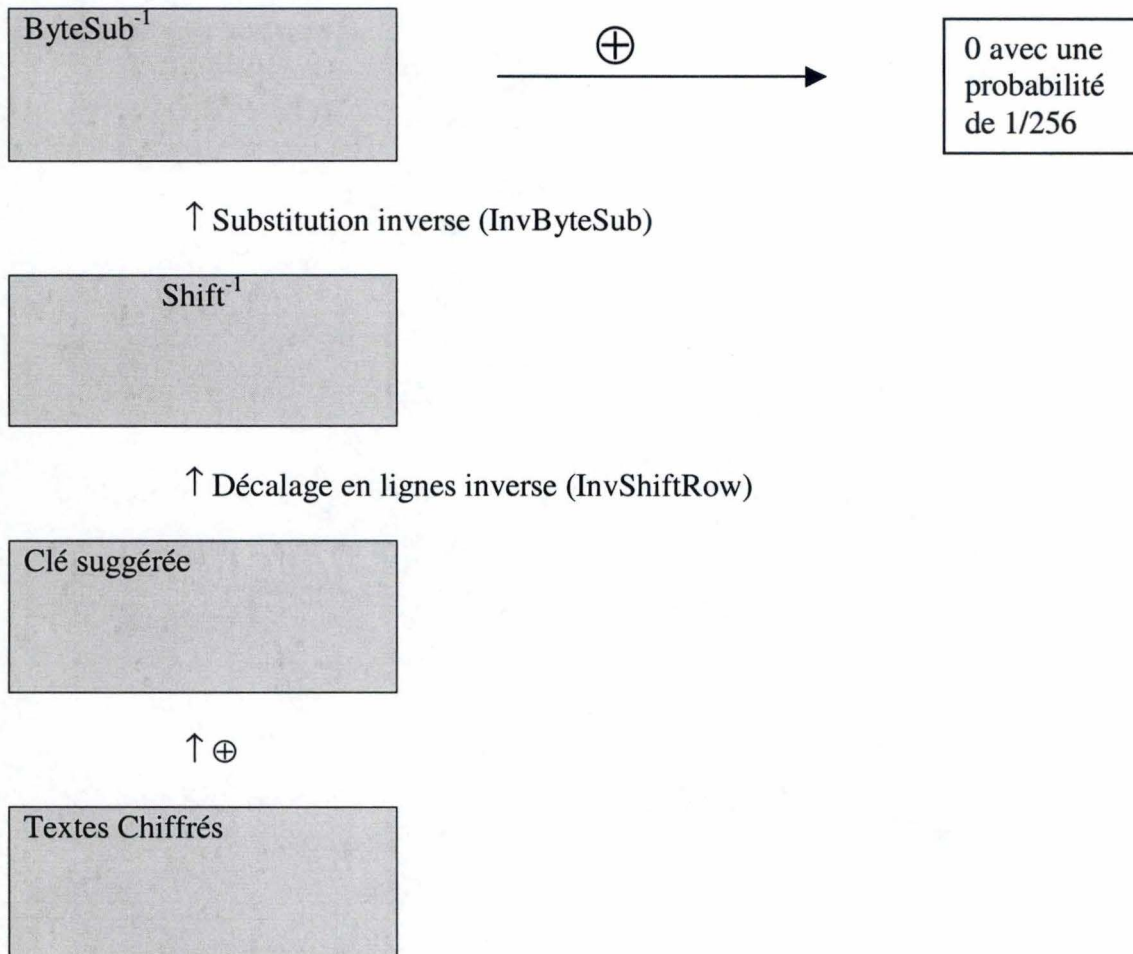 ByteSub⁻¹
⊕
0 avec une
probabilité
de 1/256
↑ Substitution inverse (InvByteSub)
Shift⁻¹
↑ Décalage en lignes inverse (InvShiftRow)
Clé suggérée
↑ ⊕
Textes Chiffrés